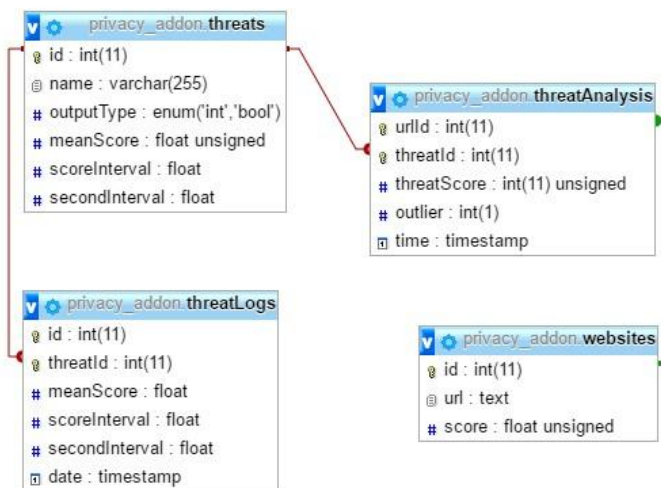 privacy_addon.threats
id : int(11)
name : varchar(255)
outputType : enum('int','bool')
meanScore : float unsigned
scoreInterval : float
secondInterval : float
privacy_addon.threatAnalysis
urlId : int(11)
threatId : int(11)
threatScore : int(11) unsigned
outlier : int(1)
time : timestamp
privacy_addon.threatLogs
id : int(11)
threatId : int(11)
meanScore : float
scoreInterval : float
secondInterval : float
date : timestamp
privacy_addon.websites
id : int(11)
url : text
score : float unsigned